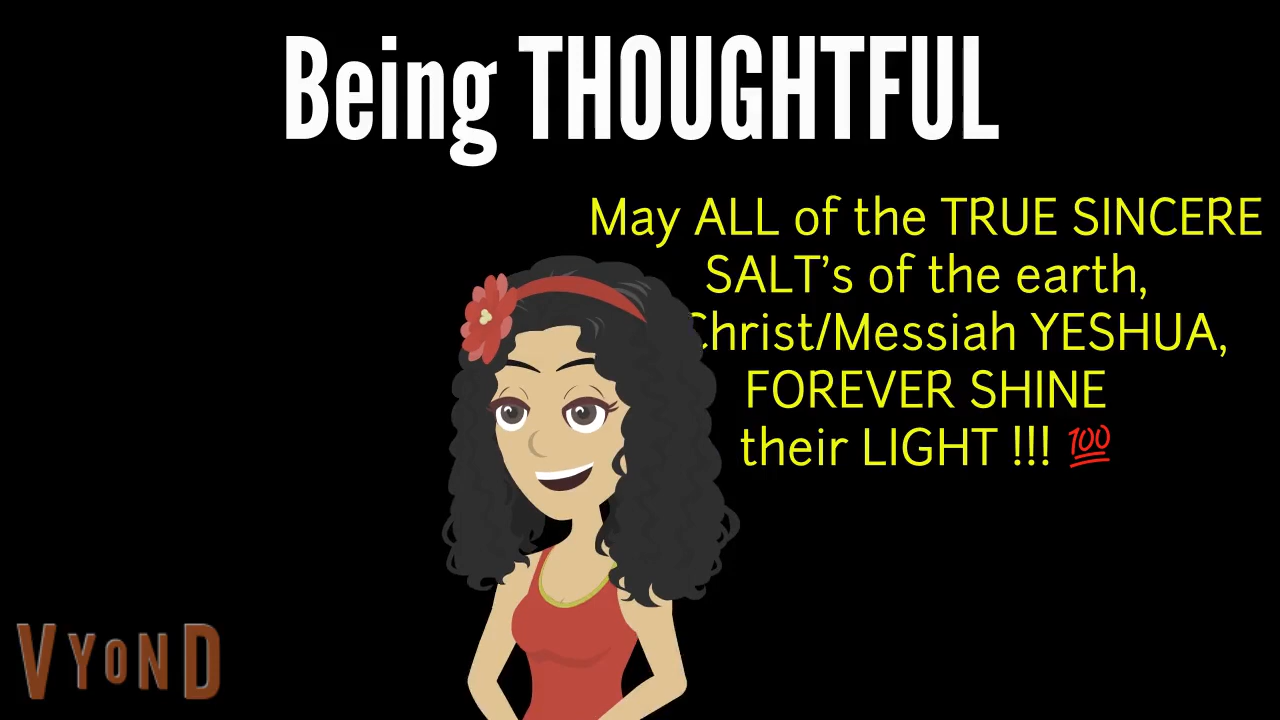 Being THOUGHTFUL
May ALL of the TRUE SINCERE
SALT's of the earth,
Christ/Messiah YESHUA,
FOREVER SHINE
their LIGHT !!! 💯
VYOND